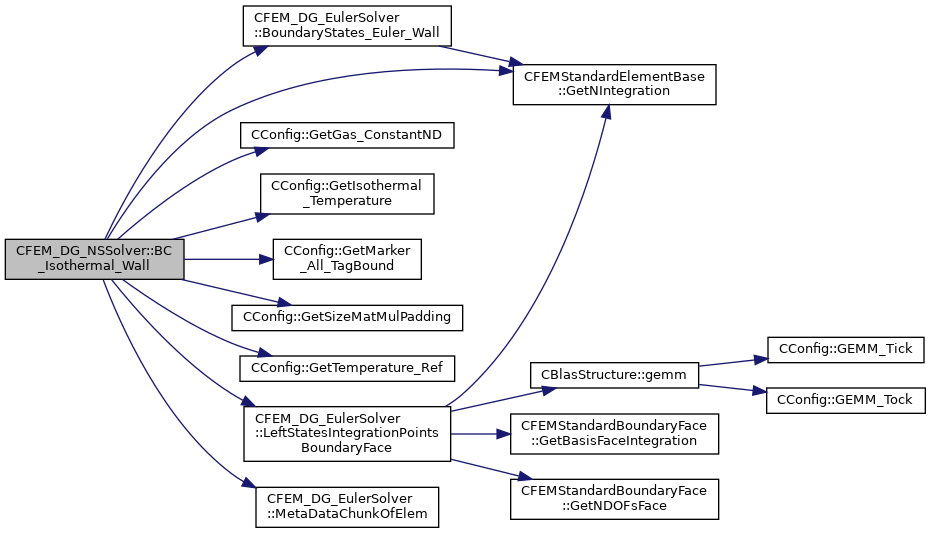 CFEM_DG_NSSolver::BC
_Isothermal_Wall
CFEM_DG_EulerSolver
::BoundaryStates_Euler_Wall
CFEMStandardElementBase
::GetNIntegration
CConfig::GetGas_ConstantND
CConfig::GetIsothermal
_Temperature
CConfig::GetMarker
_All_TagBound
CConfig::GetSizeMatMulPadding
CConfig::GetTemperature_Ref
CFEM_DG_EulerSolver
::LeftStatesIntegrationPoints
BoundaryFace
CFEM_DG_EulerSolver
::MetaDataChunkOfElem
CBlasStructure::gemm
CConfig::GEMM_Tick
CConfig::GEMM_Tock
CFEMStandardBoundaryFace
::GetBasisFaceIntegration
CFEMStandardBoundaryFace
::GetNDOFsFace